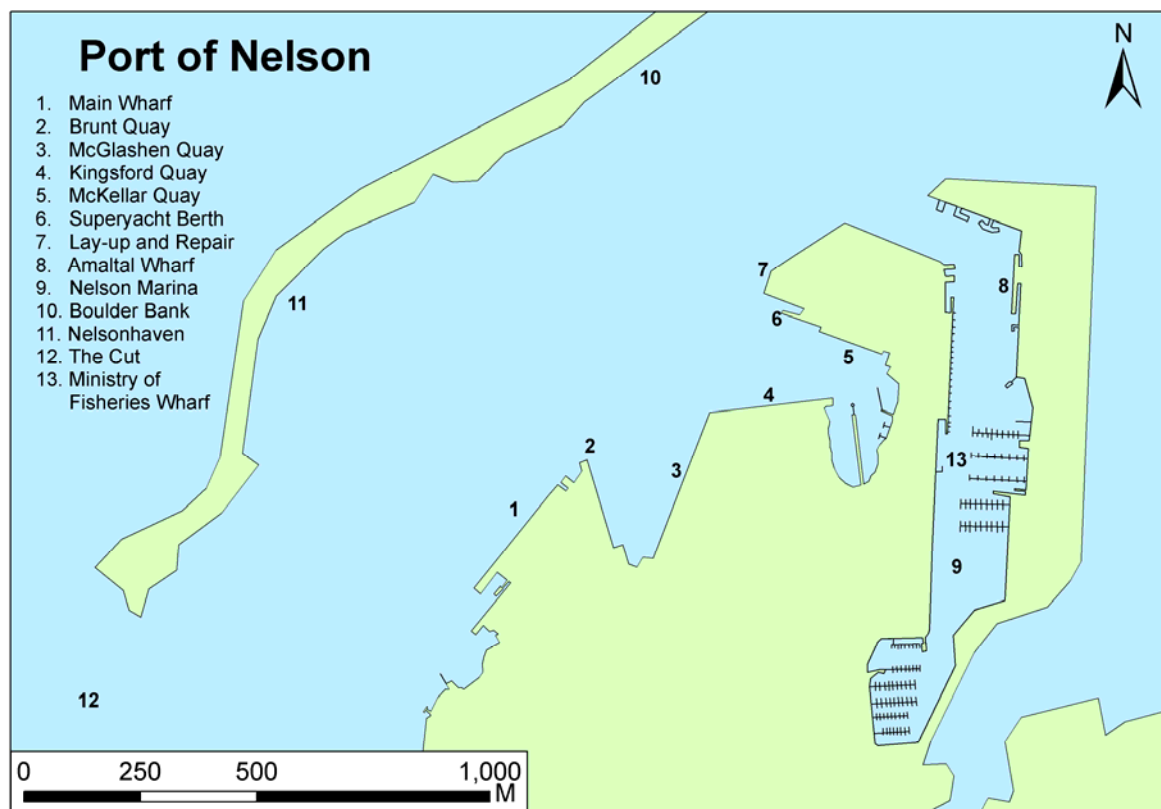 Port of Nelson
N
1. Main Wharf
2. Brunt Quay
3. McGlashen Quay
4. Kingsford Quay
5. McKellar Quay
6. Superyacht Berth
7. Lay-up and Repair
8. Amaltal Wharf
9. Nelson Marina
10. Boulder Bank
11. Nelsonhaven
12. The Cut
13. Ministry of
Fisheries Wharf
10
7
8
11
6
5
4
2
13
3
1
9
12
0 250 500 1,000
M